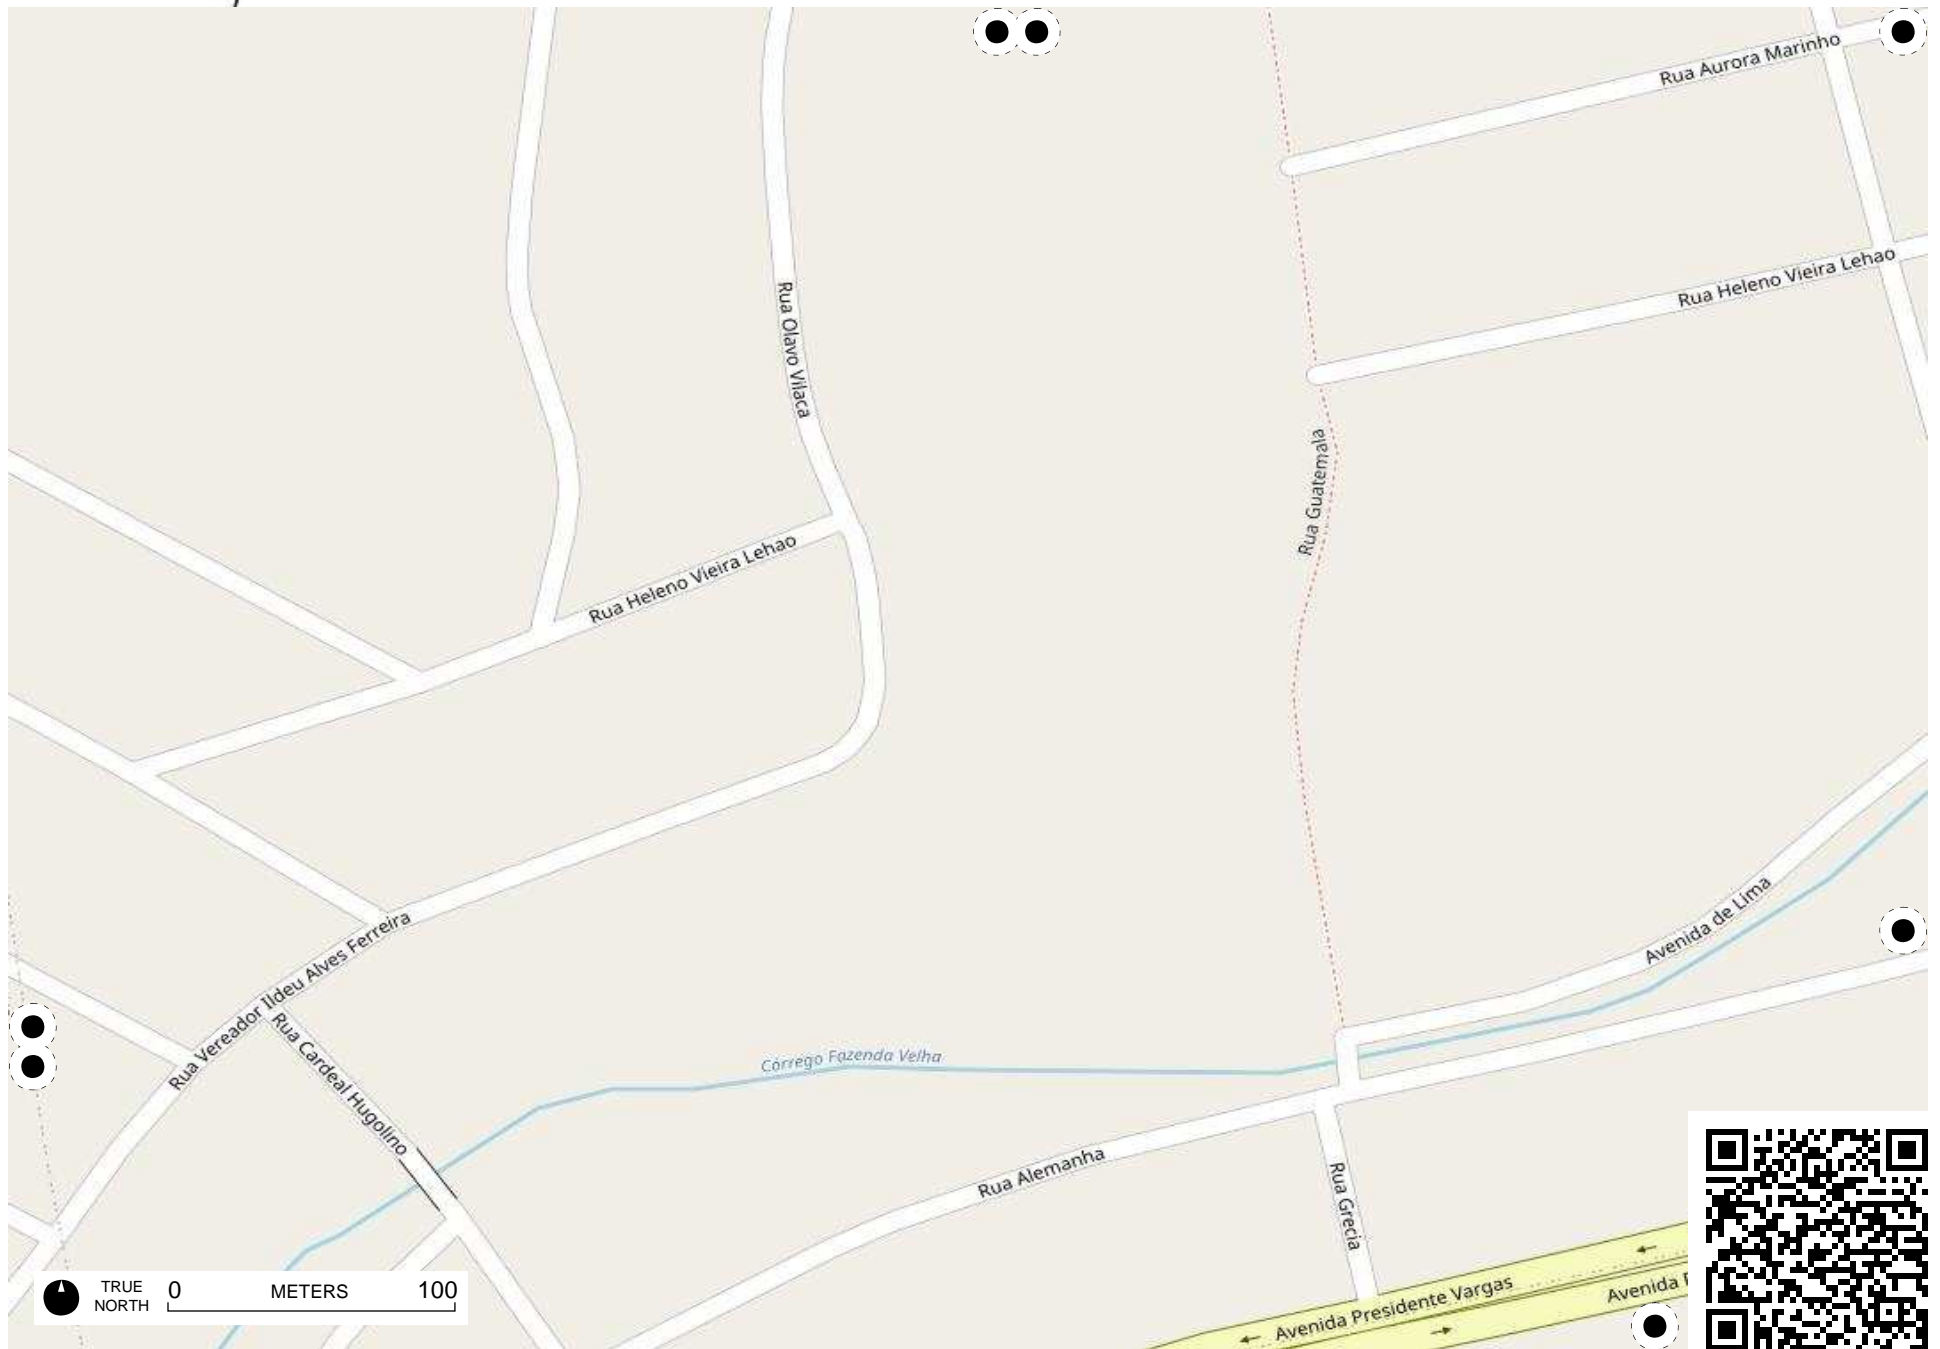 Rua Aurora Marinho
Rua Heleno Vieira Lehao
Rua Olavo Vilaca
Rua Guatemala
Rua Heleno Vieira Lehao
Avenida de Lima
Rua Vereador Ildeu Alves Ferreira
Rua Cardeal Hugolino
Córrego Fazenda Velha
Rua Alemanha
Rua Grecia
TRUE
NORTH
0 METERS 100
Avenida Presidente Vargas
Avenida